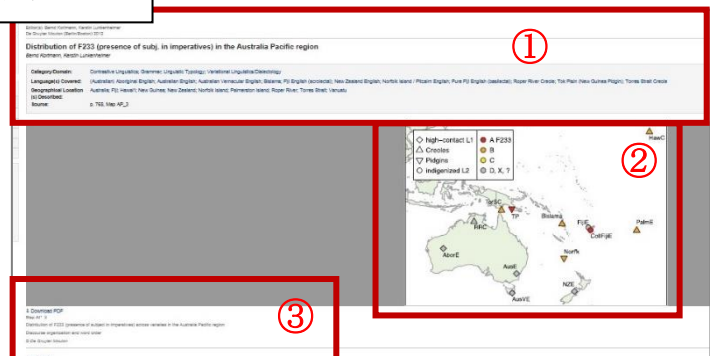 Editor(s): Bernd Kortmann, Kerstin Lunkenheimer
De Gruyter Mouton (Berlin/Boston) 2012
Distribution of F233 (presence of subj. in imperatives) in the Australia Pacific region
Bernd Kortmann, Kerstin Lunkenheimer
①
Category/Domain: Contrastive Linguistics; Grammar; Linguistic Typology; Variational Linguistics/Dialectology
Language(s) Covered: (Australian) Aboriginal English; Australian English; Australian Vernacular English; Bislama; Fiji English (acrolectal); New Zealand English; Norfolk Island / Pitcairn English; Pure Fiji English (basilectal); Roper River Creole; Tok Pisin (New Guinea Pidgin); Torres Strait Creole
Geographical Location (s) Described: Australia; Fiji; Hawai'i; New Guinea; New Zealand; Norfolk Island; Palmerston Island; Roper River; Torres Strait; Vanuatu
Source: p. 765, Map AP_3
②
high-contact L1
A F233
Creoles
B
Pidgins
C
indigenized L2
D, X, ?
HawC
TorSC
TP
RRC
Bislama
FijiE
CollFijiE
PalmE
AborE
AusE
Norfk
NZE
AusVE
③
Download PDF
Distribution of F233 (presence of subject in imperatives) across varieties in the Australia Pacific region
Discourse organization and word order
© De Gruyter Mouton